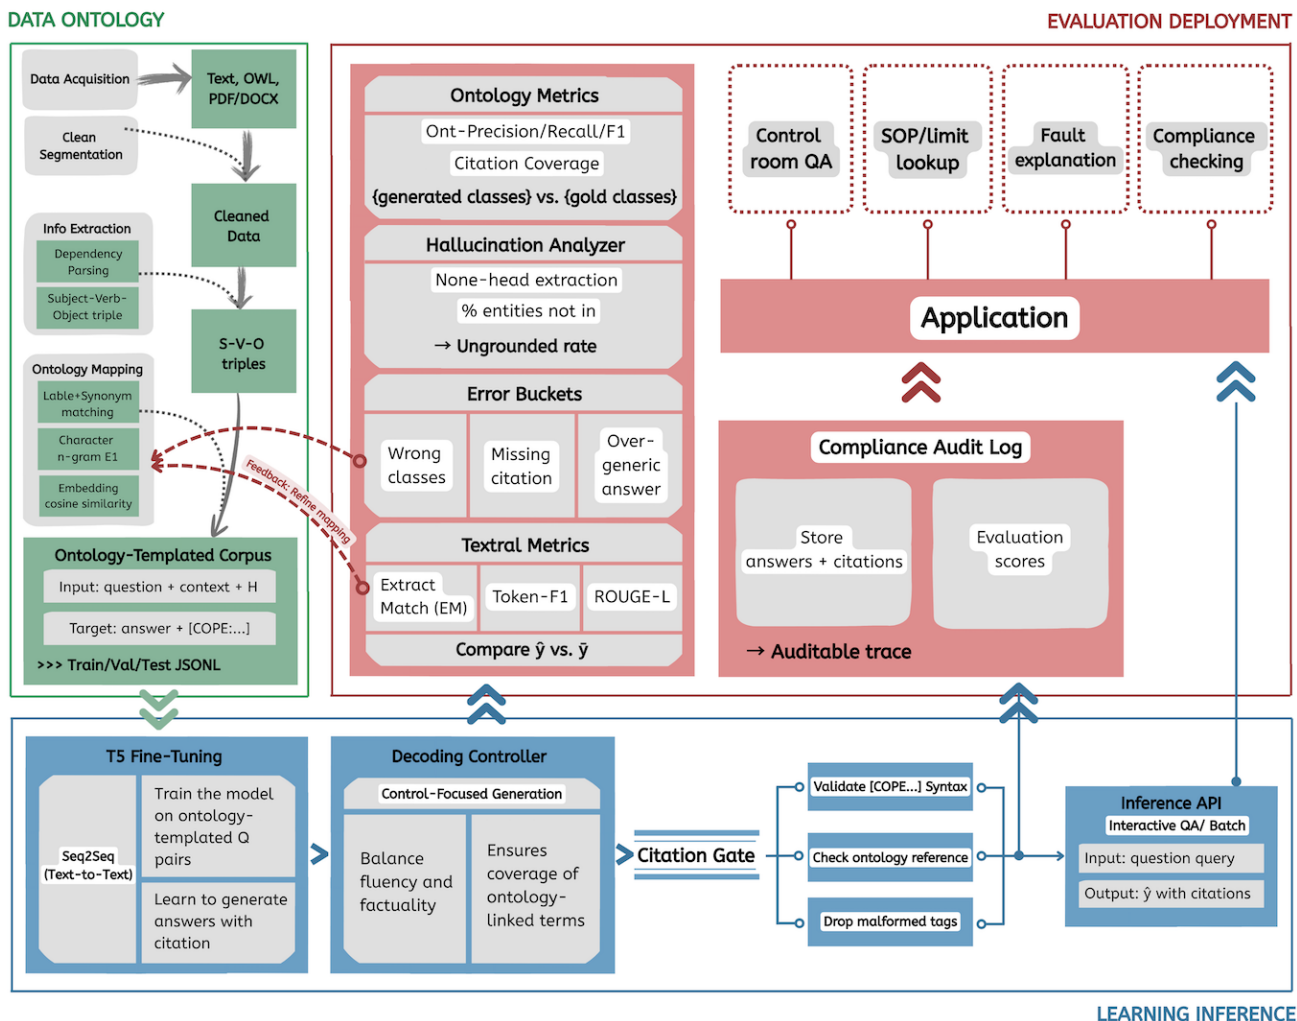 DATA ONTOLOGY
EVALUATION DEPLOYMENT
Data Acquisition
Text, OWL,
PDF/DOCX
Clean
Segmentation
Cleaned
Data
Info Extraction
Dependency
Parsing
Subject-Verb-
Object triple
S-V-O
triples
Ontology Mapping
Lable+Synonym
matching
Character
n-gram E1
Embedding
cosine similarity
Feedback: Refine mapping
Ontology-Templated Corpus
Input: question + context + H
Target: answer + [COPE:...]
>>> Train/Val/Test JSONL
Ontology Metrics
Ont-Precision/Recall/F1
Citation Coverage
{generated classes} vs. {gold classes}
Hallucination Analyzer
None-head extraction
% entities not in
→ Ungrounded rate
Error Buckets
Wrong
classes
Missing
citation
Over-
generic
answer
Textral Metrics
Extract
Match (EM)
Token-F1
ROUGE-L
Compare ŷ vs. ȳ
Control
room QA
SOP/limit
lookup
Fault
explanation
Compliance
checking
Application
Compliance Audit Log
Store
answers + citations
Evaluation
scores
→ Auditable trace
T5 Fine-Tuning
Seq2Seq
(Text-to-Text)
Train the model
on ontology-
templated Q
pairs
Learn to generate
answers with
citation
Decoding Controller
Control-Focused Generation
Balance
fluency and
factuality
Ensures
coverage of
ontology-
linked terms
Citation Gate
Validate [COPE...] Syntax
Check ontology reference
Drop malformed tags
Inference API
Interactive QA/ Batch
Input: question query
Output: ŷ with citations
LEARNING INFERENCE